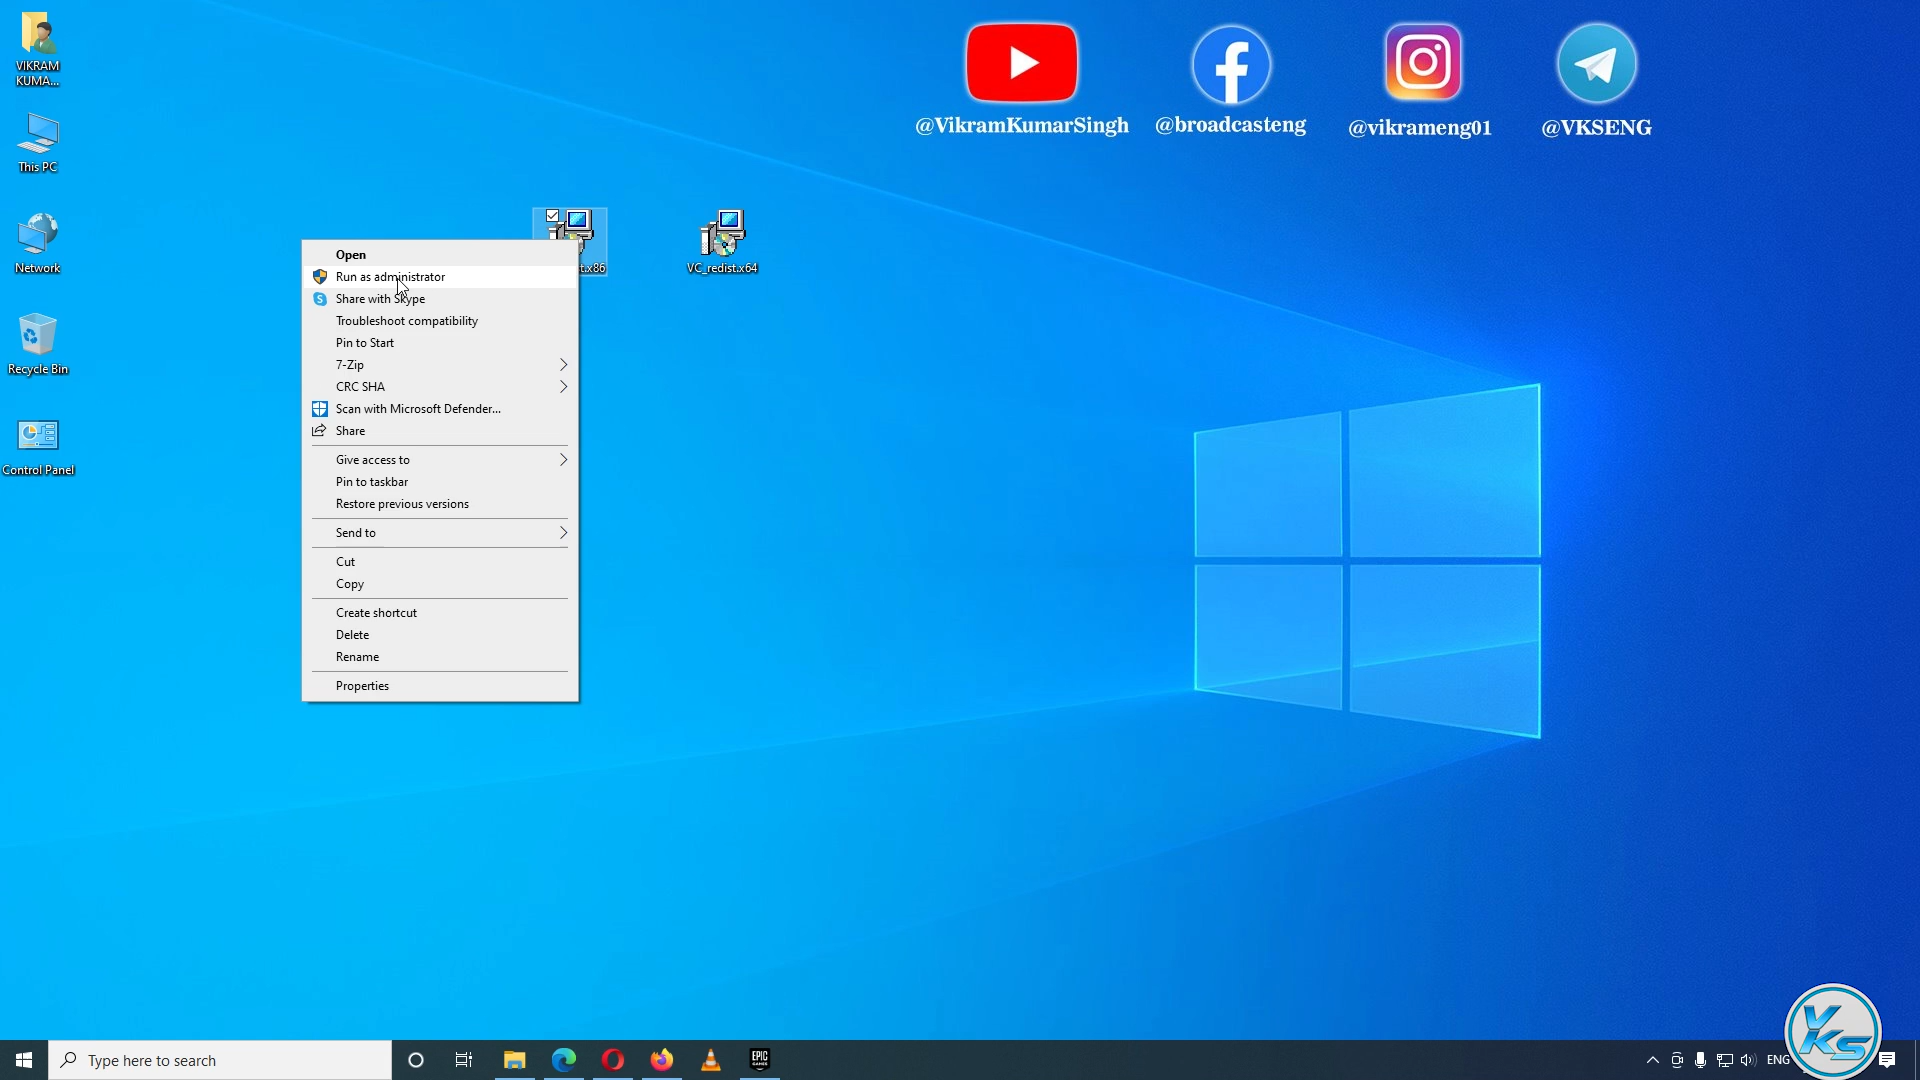 VIKRAM
KUMA...
This PC
Network
Recycle Bin
Control Panel
@VikramKumarSingh
@broadcasteng
@vikrameng01
@VKSENG
t.x86
VC_redist.x64
Open
Run as administrator
S
Share with Skype
Troubleshoot compatibility
Pin to Start
7-Zip
CRC SHA
Scan with Microsoft Defender...
Share
Give access to
Pin to taskbar
Restore previous versions
Send to
Cut
Copy
Create shortcut
Delete
Rename
Properties
Type here to search
EPIC
GAMES
ENG
VKS